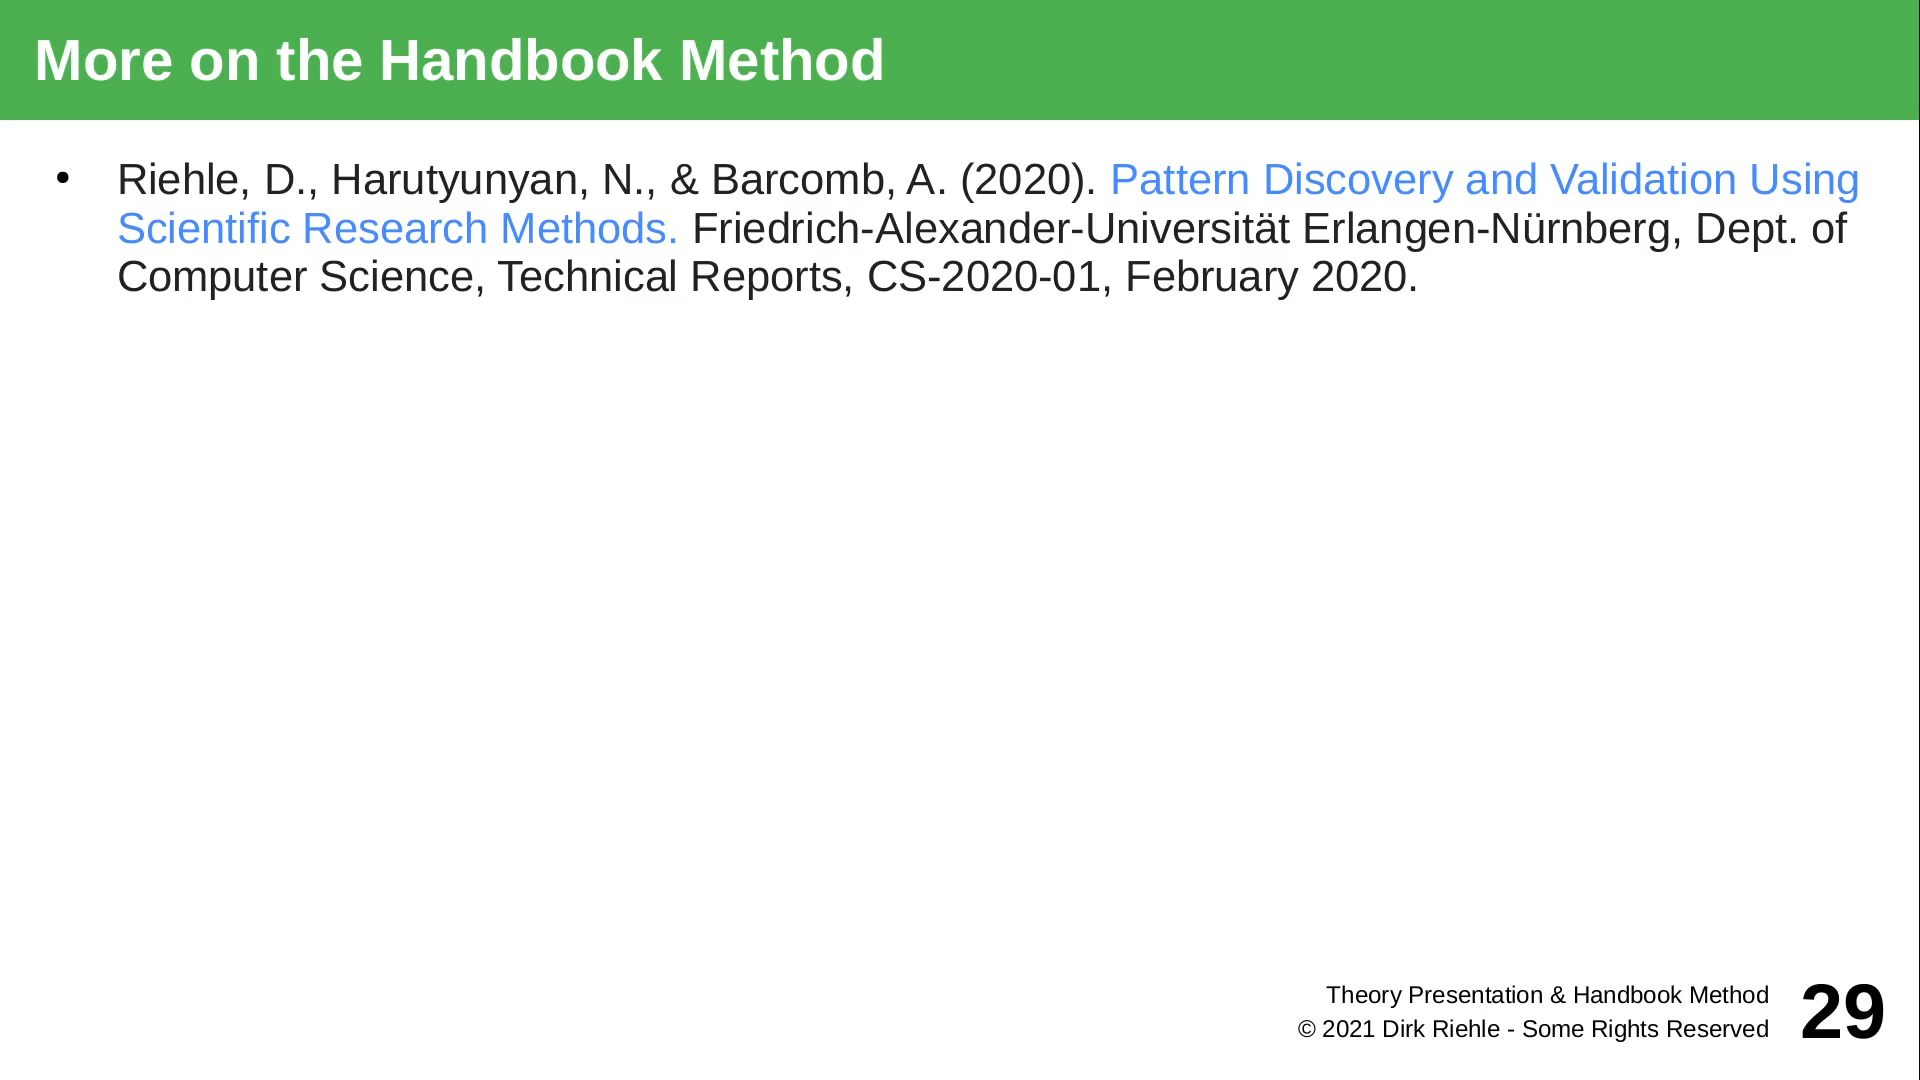 More on the Handbook Method
• Riehle, D., Harutyunyan, N., & Barcomb, A. (2020). Pattern Discovery and Validation Using
Scientific Research Methods. Friedrich-Alexander-Universität Erlangen-Nürnberg, Dept. of
Computer Science, Technical Reports, CS-2020-01, February 2020.
Theory Presentation & Handbook Method
© 2021 Dirk Riehle - Some Rights Reserved
29